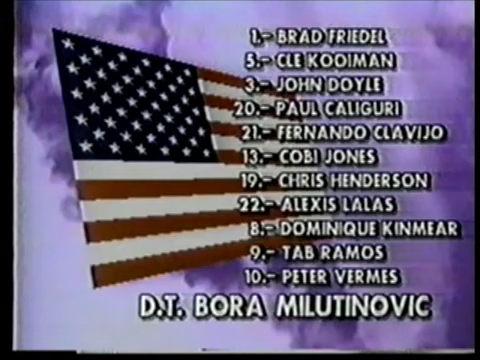 1.- BRAD FRIEDEL
5.- CLE KOOIMAN
3.- JOHN DOYLE
20.- PAUL CALIGURI
21.- FERNANDO CLAVIJO
13.- COBI JONES
19.- CHRIS HENDERSON
22.- ALEXIS LALAS
8.- DOMINIQUE KINMEAR
9.- TAB RAMOS
10.- PETER VERMES
D.T. BORA MILUTINOVIC